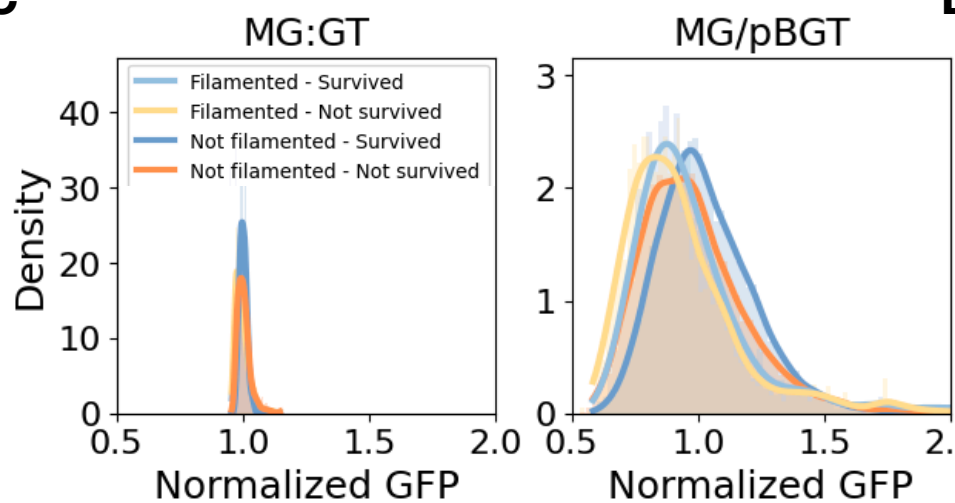 MG:GT
MG/pBGT
Filamented - Survived
Filamented - Not survived
Not filamented - Survived
Not filamented - Not survived
Density
40
30
20
10
0
0.5
1.0
1.5
2.0
Normalized GFP
3
2
1
0
0.5
1.0
1.5
2.
Normalized GFP